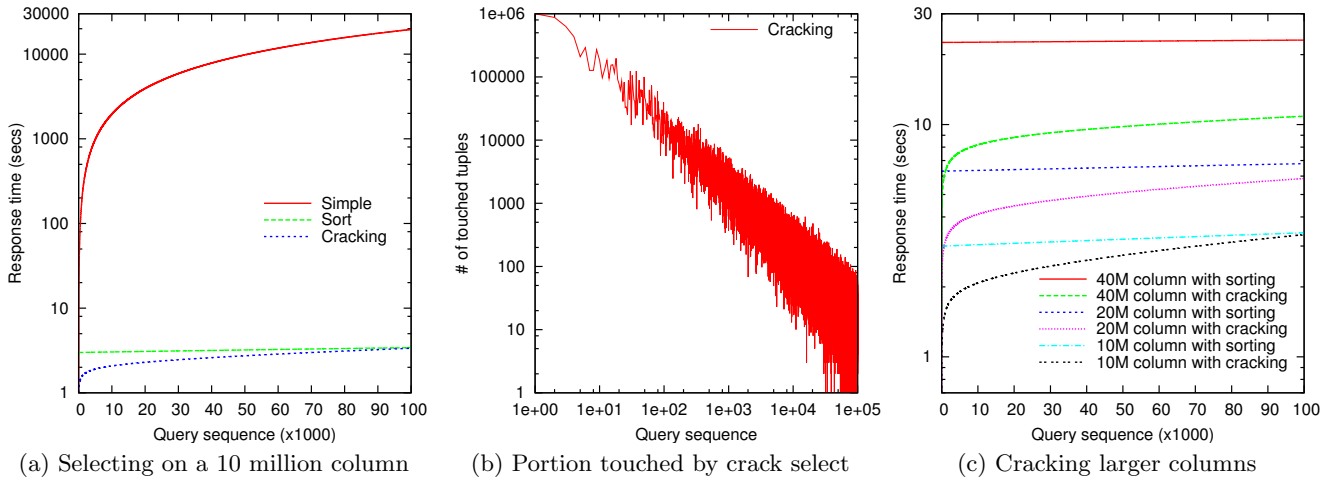 30000
10000
1000
100
10
1
Response time (secs)
Simple
Sort
Cracking
0 10 20 30 40 50 60 70 80 90 100
Query sequence (x1000)
(a) Selecting on a 10 million column
1e+06
100000
10000
1000
100
10
1
# of touched tuples
Cracking
1e+00 1e+01 1e+02 1e+03 1e+04 1e+05
Query sequence
(b) Portion touched by crack select
30
10
1
Response time (secs)
40M column with sorting
40M column with cracking
20M column with sorting
20M column with cracking
10M column with sorting
10M column with cracking
0 10 20 30 40 50 60 70 80 90 100
Query sequence (x1000)
(c) Cracking larger columns